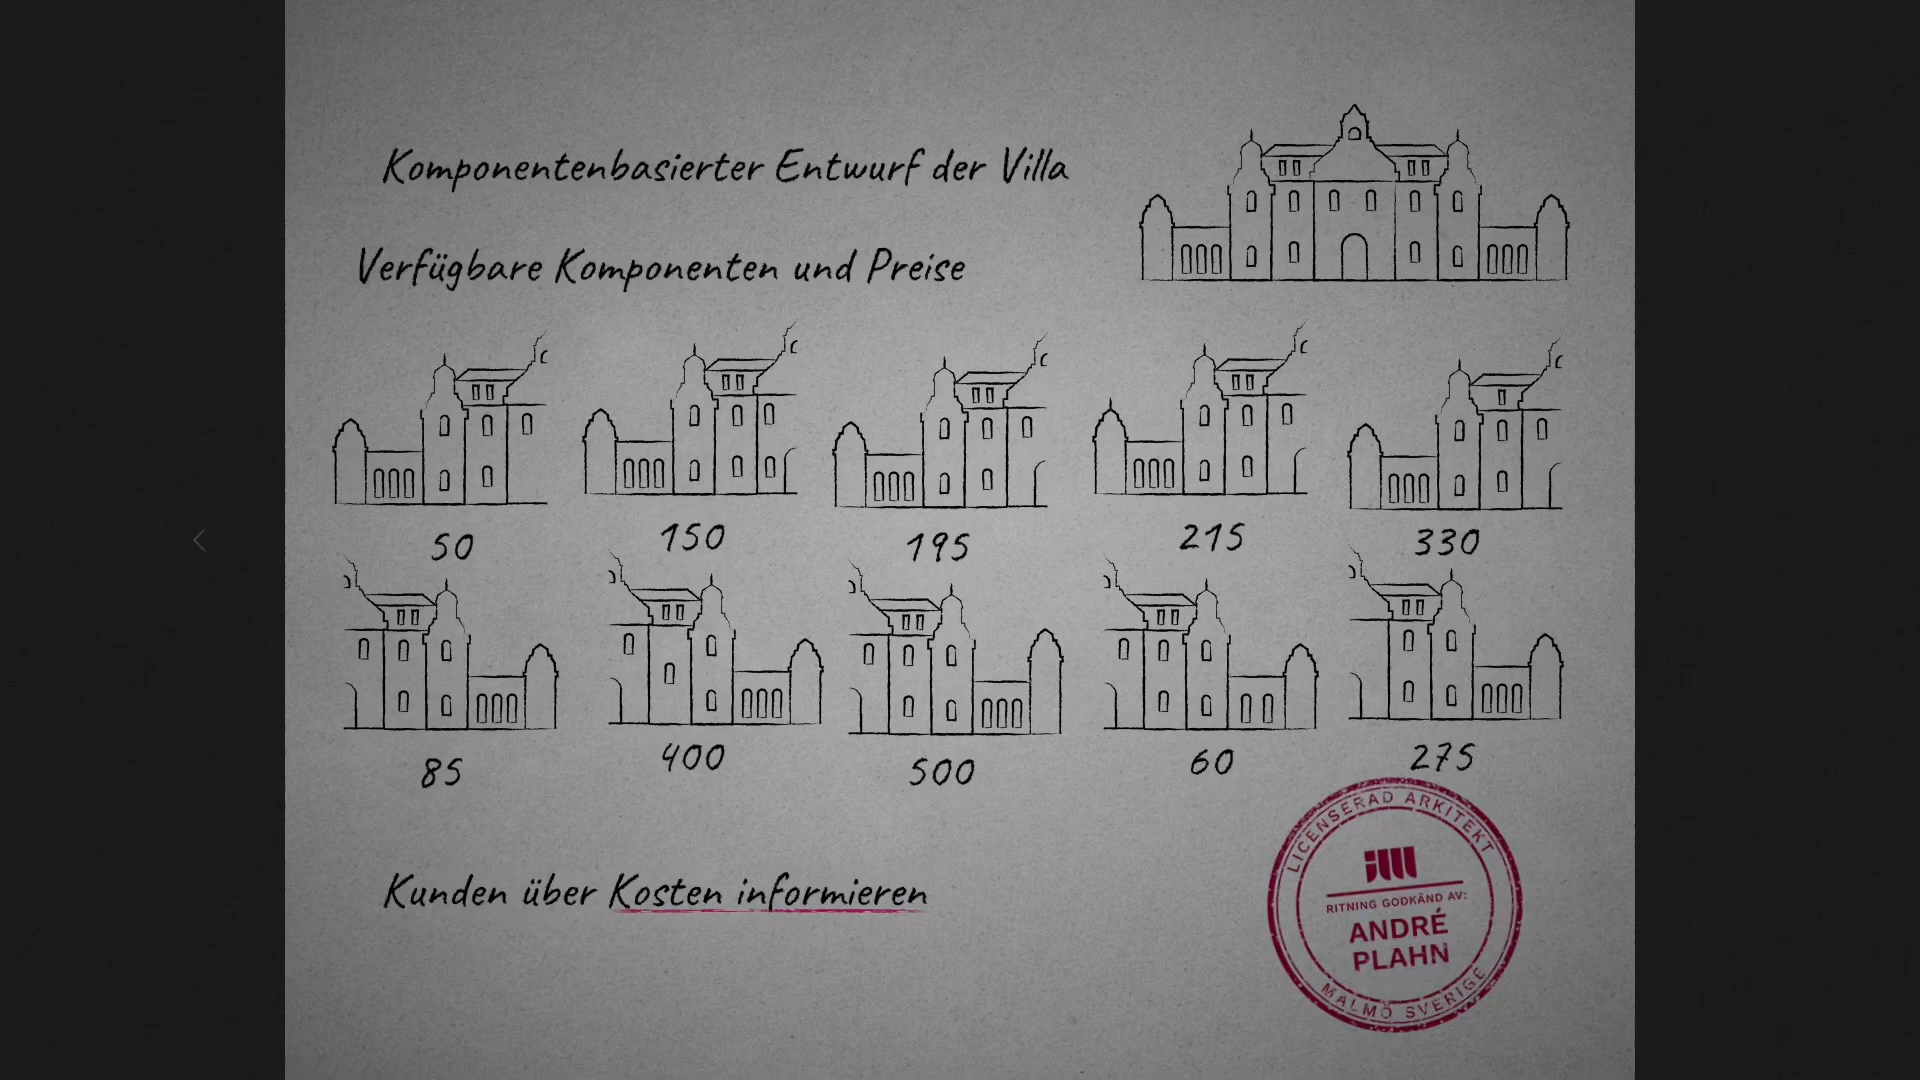 Komponentenbasierter Entwurf der Villa
Verfügbare Komponenten und Preise
50
150
195
215
330
85
400
500
60
275
Kunden über Kosten informieren
LICENSERAD ARKITEKT
RITNING GODKÄND AV:
ANDRÉ
PLAHN
MALMÖ SVERIGE